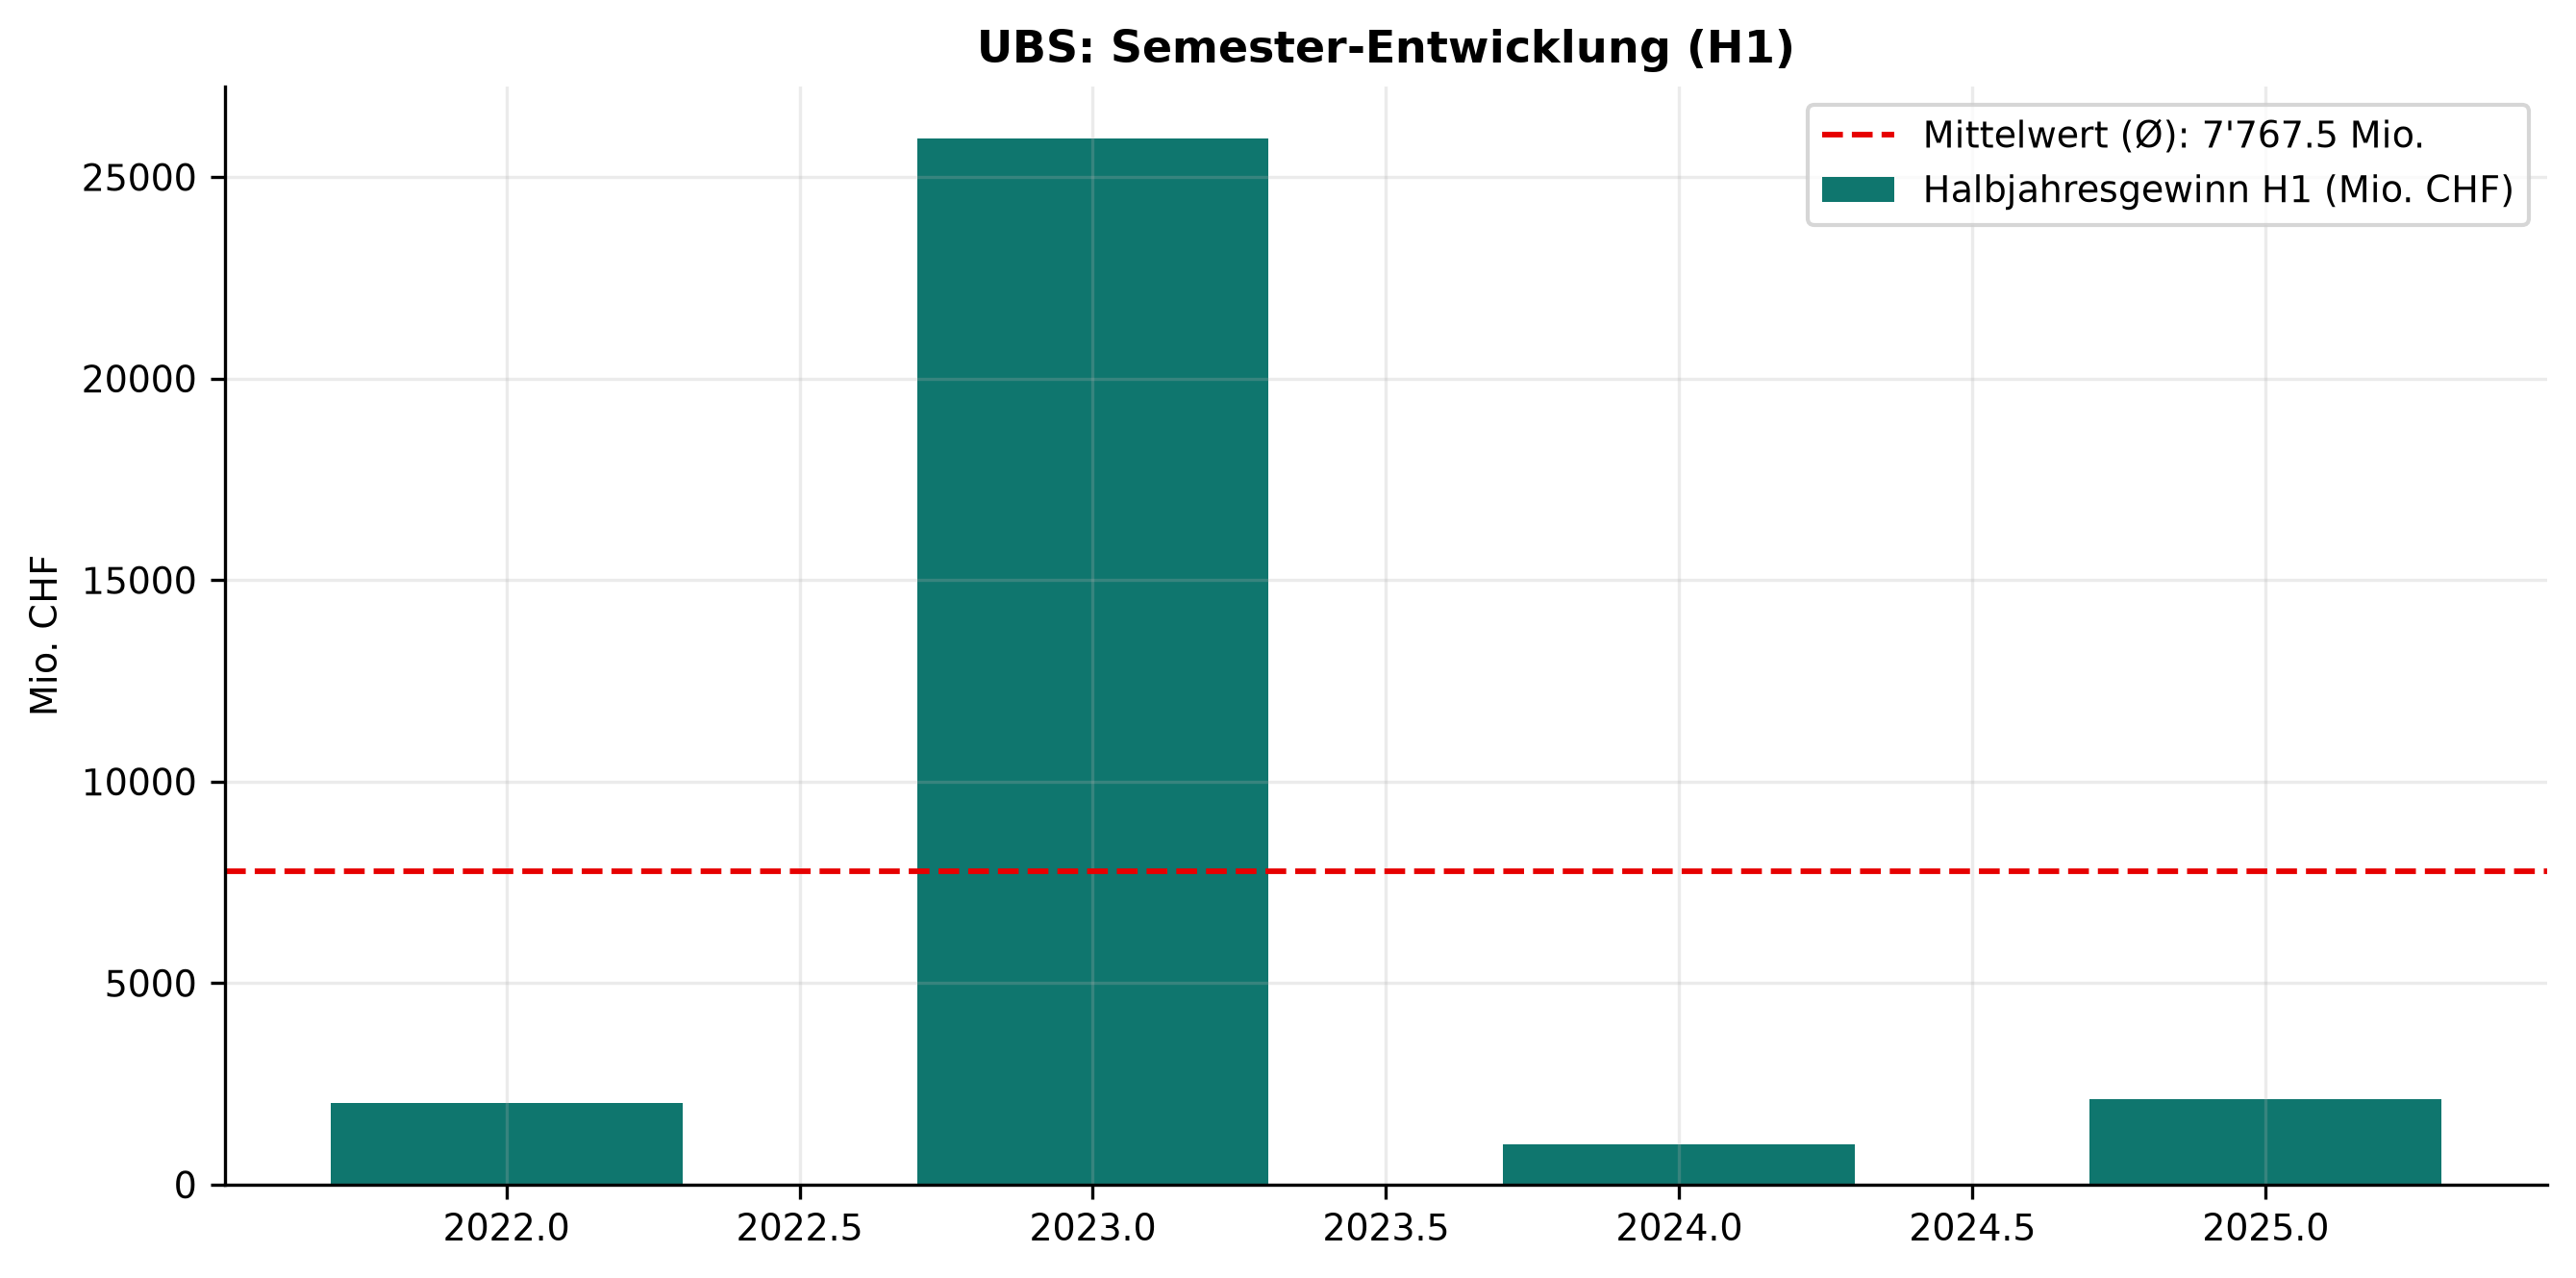 UBS: Semester-Entwicklung (H1)
Mittelwert (Ø): 7'767.5 Mio.
Halbjahresgewinn H1 (Mio. CHF)
Mio. CHF
25000
20000
15000
10000
5000
0
2022.0 2022.5 2023.0 2023.5 2024.0 2024.5 2025.0